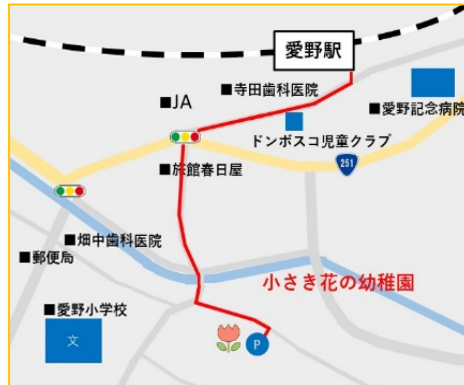 愛野駅
■寺田歯科医院
■JA
■愛野記念病院
ドンボスコ児童クラブ
251
■旅館春日屋
■畑中歯科医院
■郵便局
小さき花の幼稚園
■愛野小学校
文
P